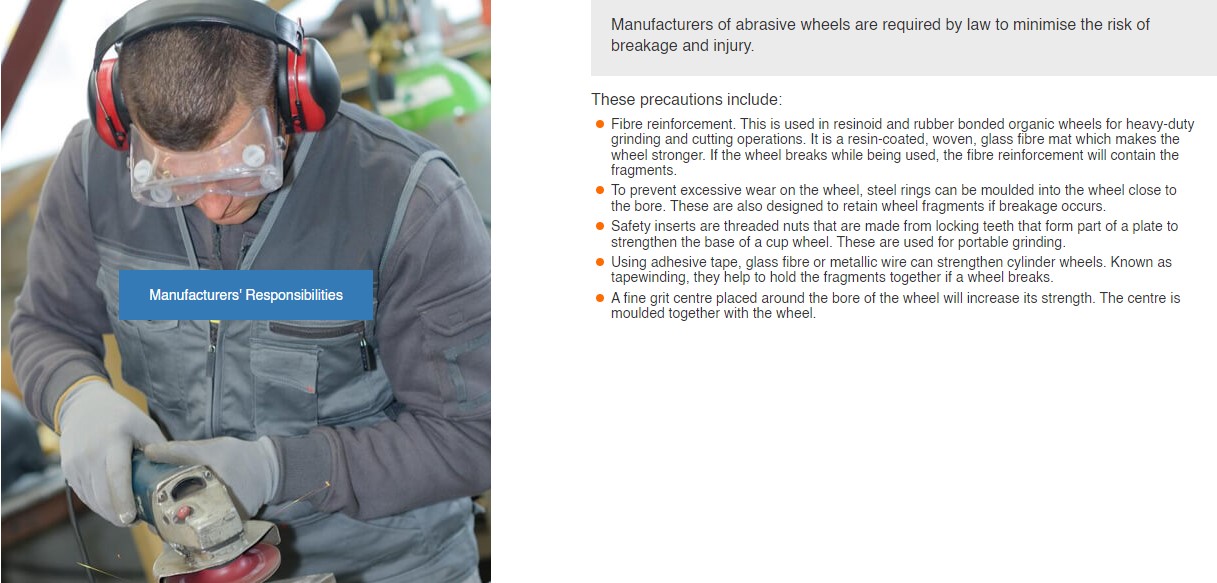 Manufacturers of abrasive wheels are required by law to minimise the risk of
breakage and injury.
These precautions include:
Fibre reinforcement. This is used in resinoid and rubber bonded organic wheels for heavy-duty
grinding and cutting operations. It is a resin-coated, woven, glass fibre mat which makes the
wheel stronger. If the wheel breaks while being used, the fibre reinforcement will contain the
fragments.
To prevent excessive wear on the wheel, steel rings can be moulded into the wheel close to
the bore. These are also designed to retain wheel fragments if breakage occurs.
Safety inserts are threaded nuts that are made from locking teeth that form part of a plate to
strengthen the base of a cup wheel. These are used for portable grinding.
Using adhesive tape, glass fibre or metallic wire can strengthen cylinder wheels. Known as
tapewinding, they help to hold the fragments together if a wheel breaks.
A fine grit centre placed around the bore of the wheel will increase its strength. The centre is
moulded together with the wheel.
Manufacturers' Responsibilities